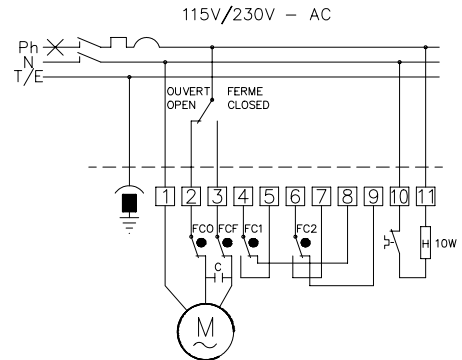 115V/230V – AC
Ph
N
T/E
OUVERT FERME
OPEN CLOSED
1 2 3 4 5 6 7 8 9 10 11
FCO FCF FC1 FC2
H 10W
C
M